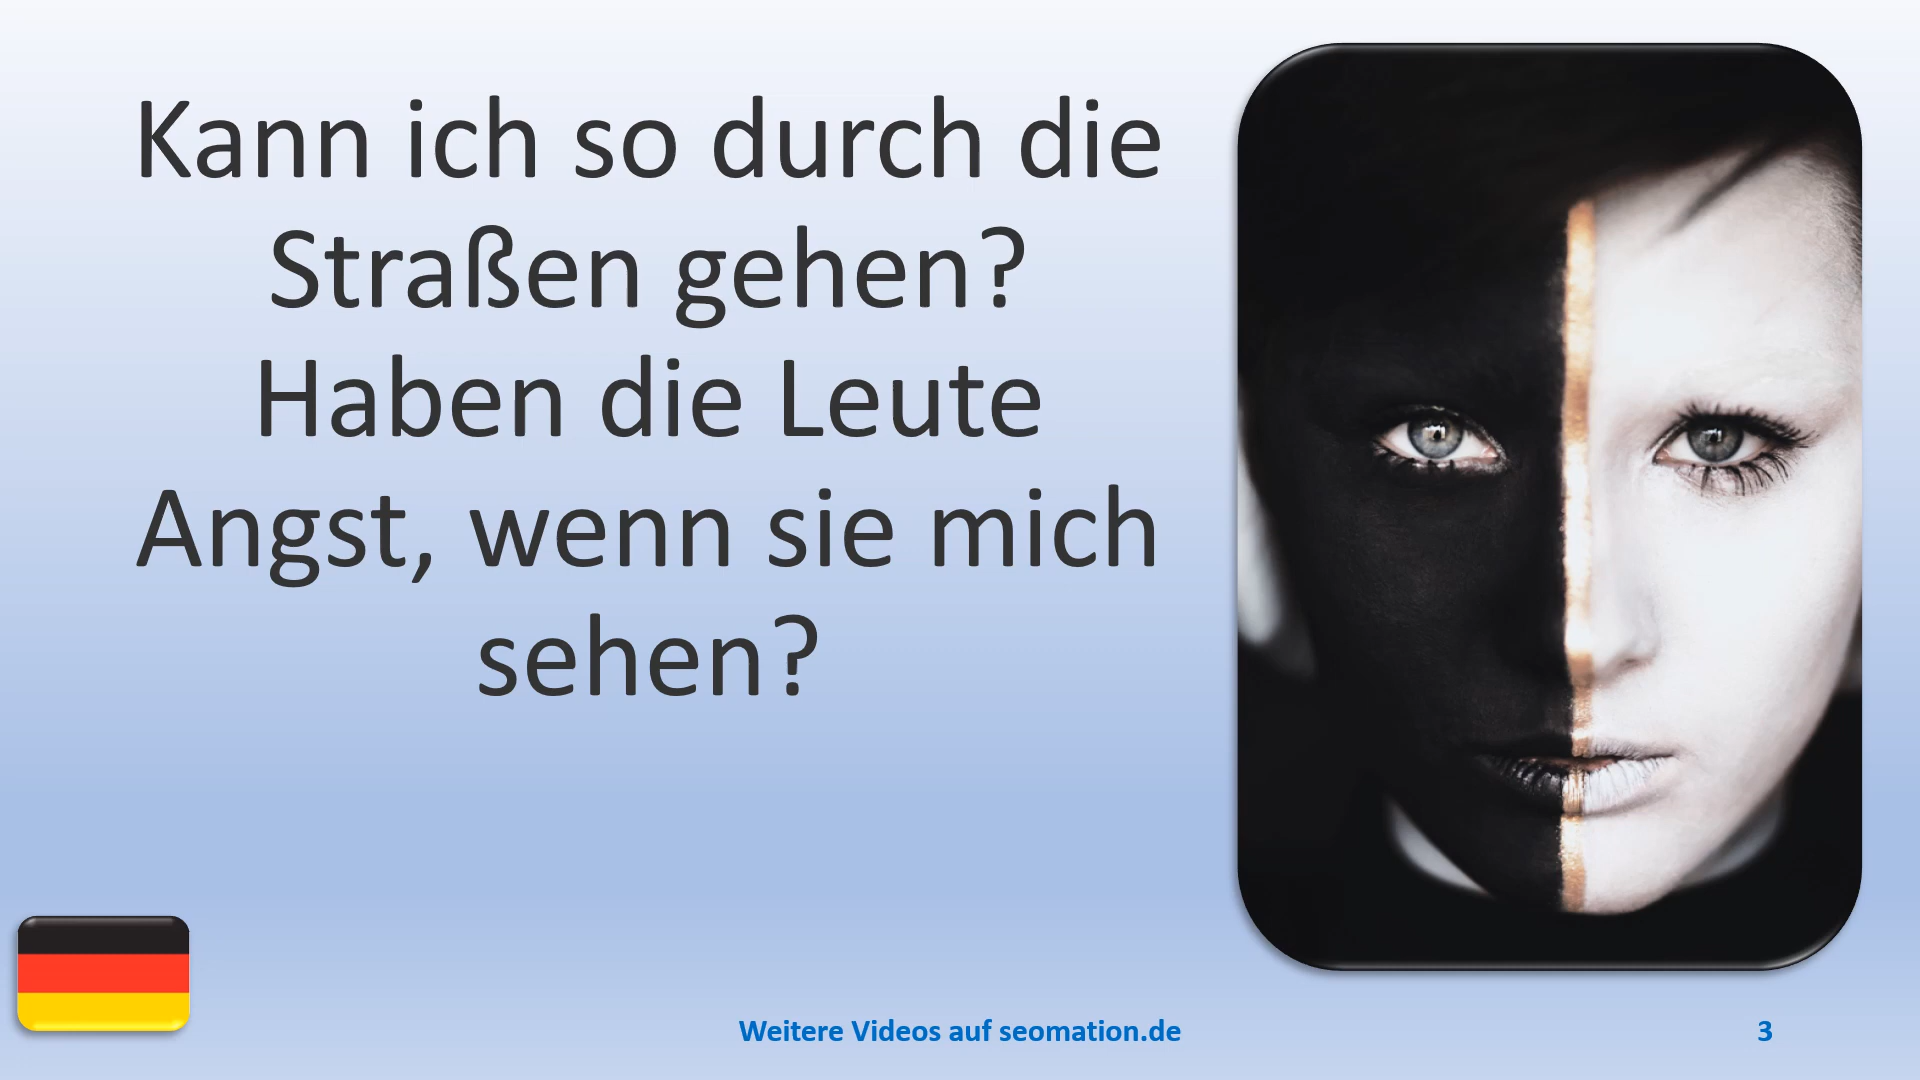 Kann ich so durch die
Straßen gehen?
Haben die Leute
Angst, wenn sie mich
sehen?
Weitere Videos auf seomation.de
3